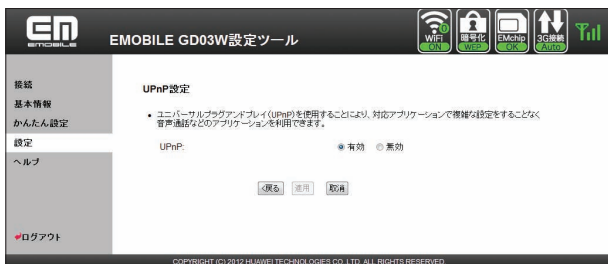 EM
EMOBILE
EMOBILE GD03W設定ツール
WiFi
ON
暗号化
WEP
EMchip
OK
3G接続
Auto
接続
基本情報
かんたん設定
設定
ヘルプ
ログアウト
UPnP設定
• ユニバーサルプラグアンドプレイ(UPnP)を使用することにより、対応アプリケーションで複雑な設定をすることなく
音声通話などのアプリケーションを利用できます。
UPnP:
有効
無効
<戻る
適用
取消
COPYRIGHT (C) 2012 HUAWEI TECHNOLOGIES CO. LTD. ALL RIGHTS RESERVED.